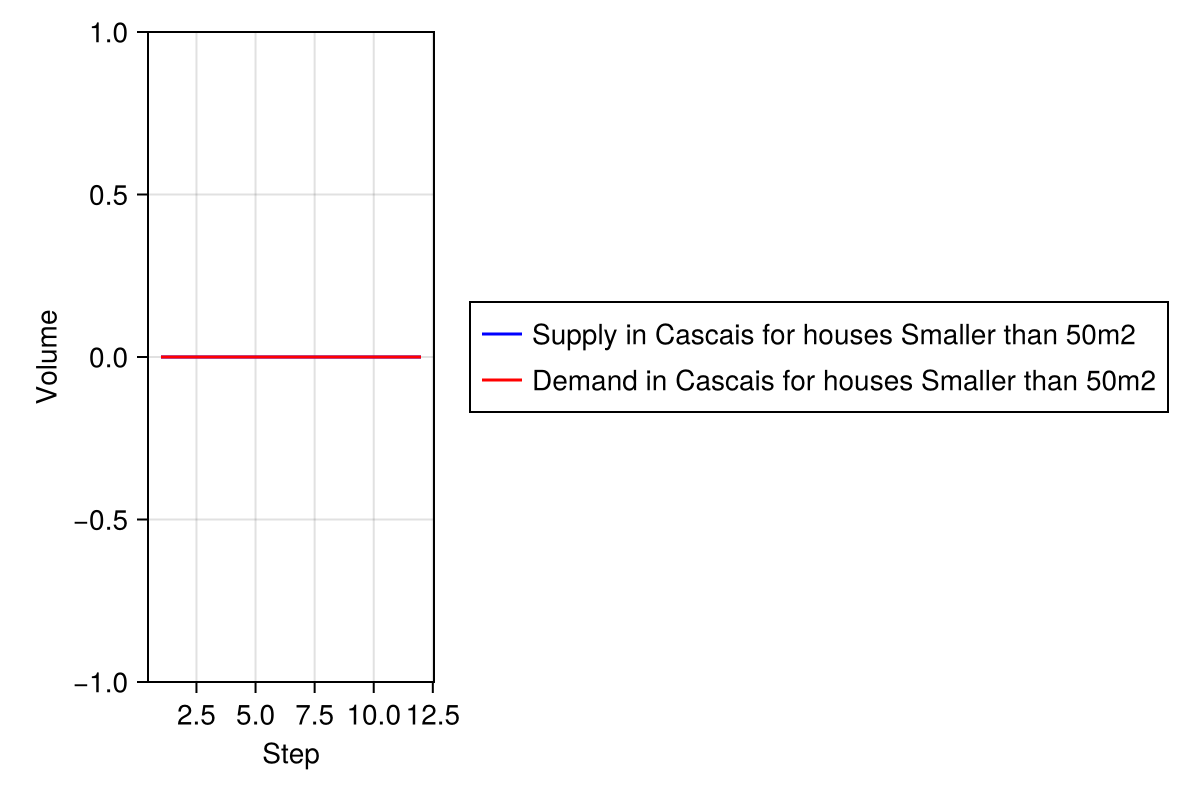 1.0
0.5
0.0
−0.5
−1.0
Volume
2.5 5.0 7.5 10.0 12.5
Step
Supply in Cascais for houses Smaller than 50m2
Demand in Cascais for houses Smaller than 50m2